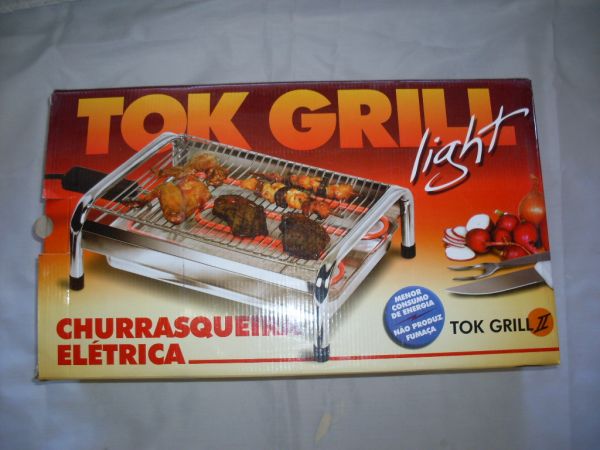 TOK GRILL
light
CHURRASQUEIRA
ELÉTRICA
MENOR
CONSUMO
DE ENERGIA
NÃO PRODUZ
FUMAÇA
TOK GRILL II